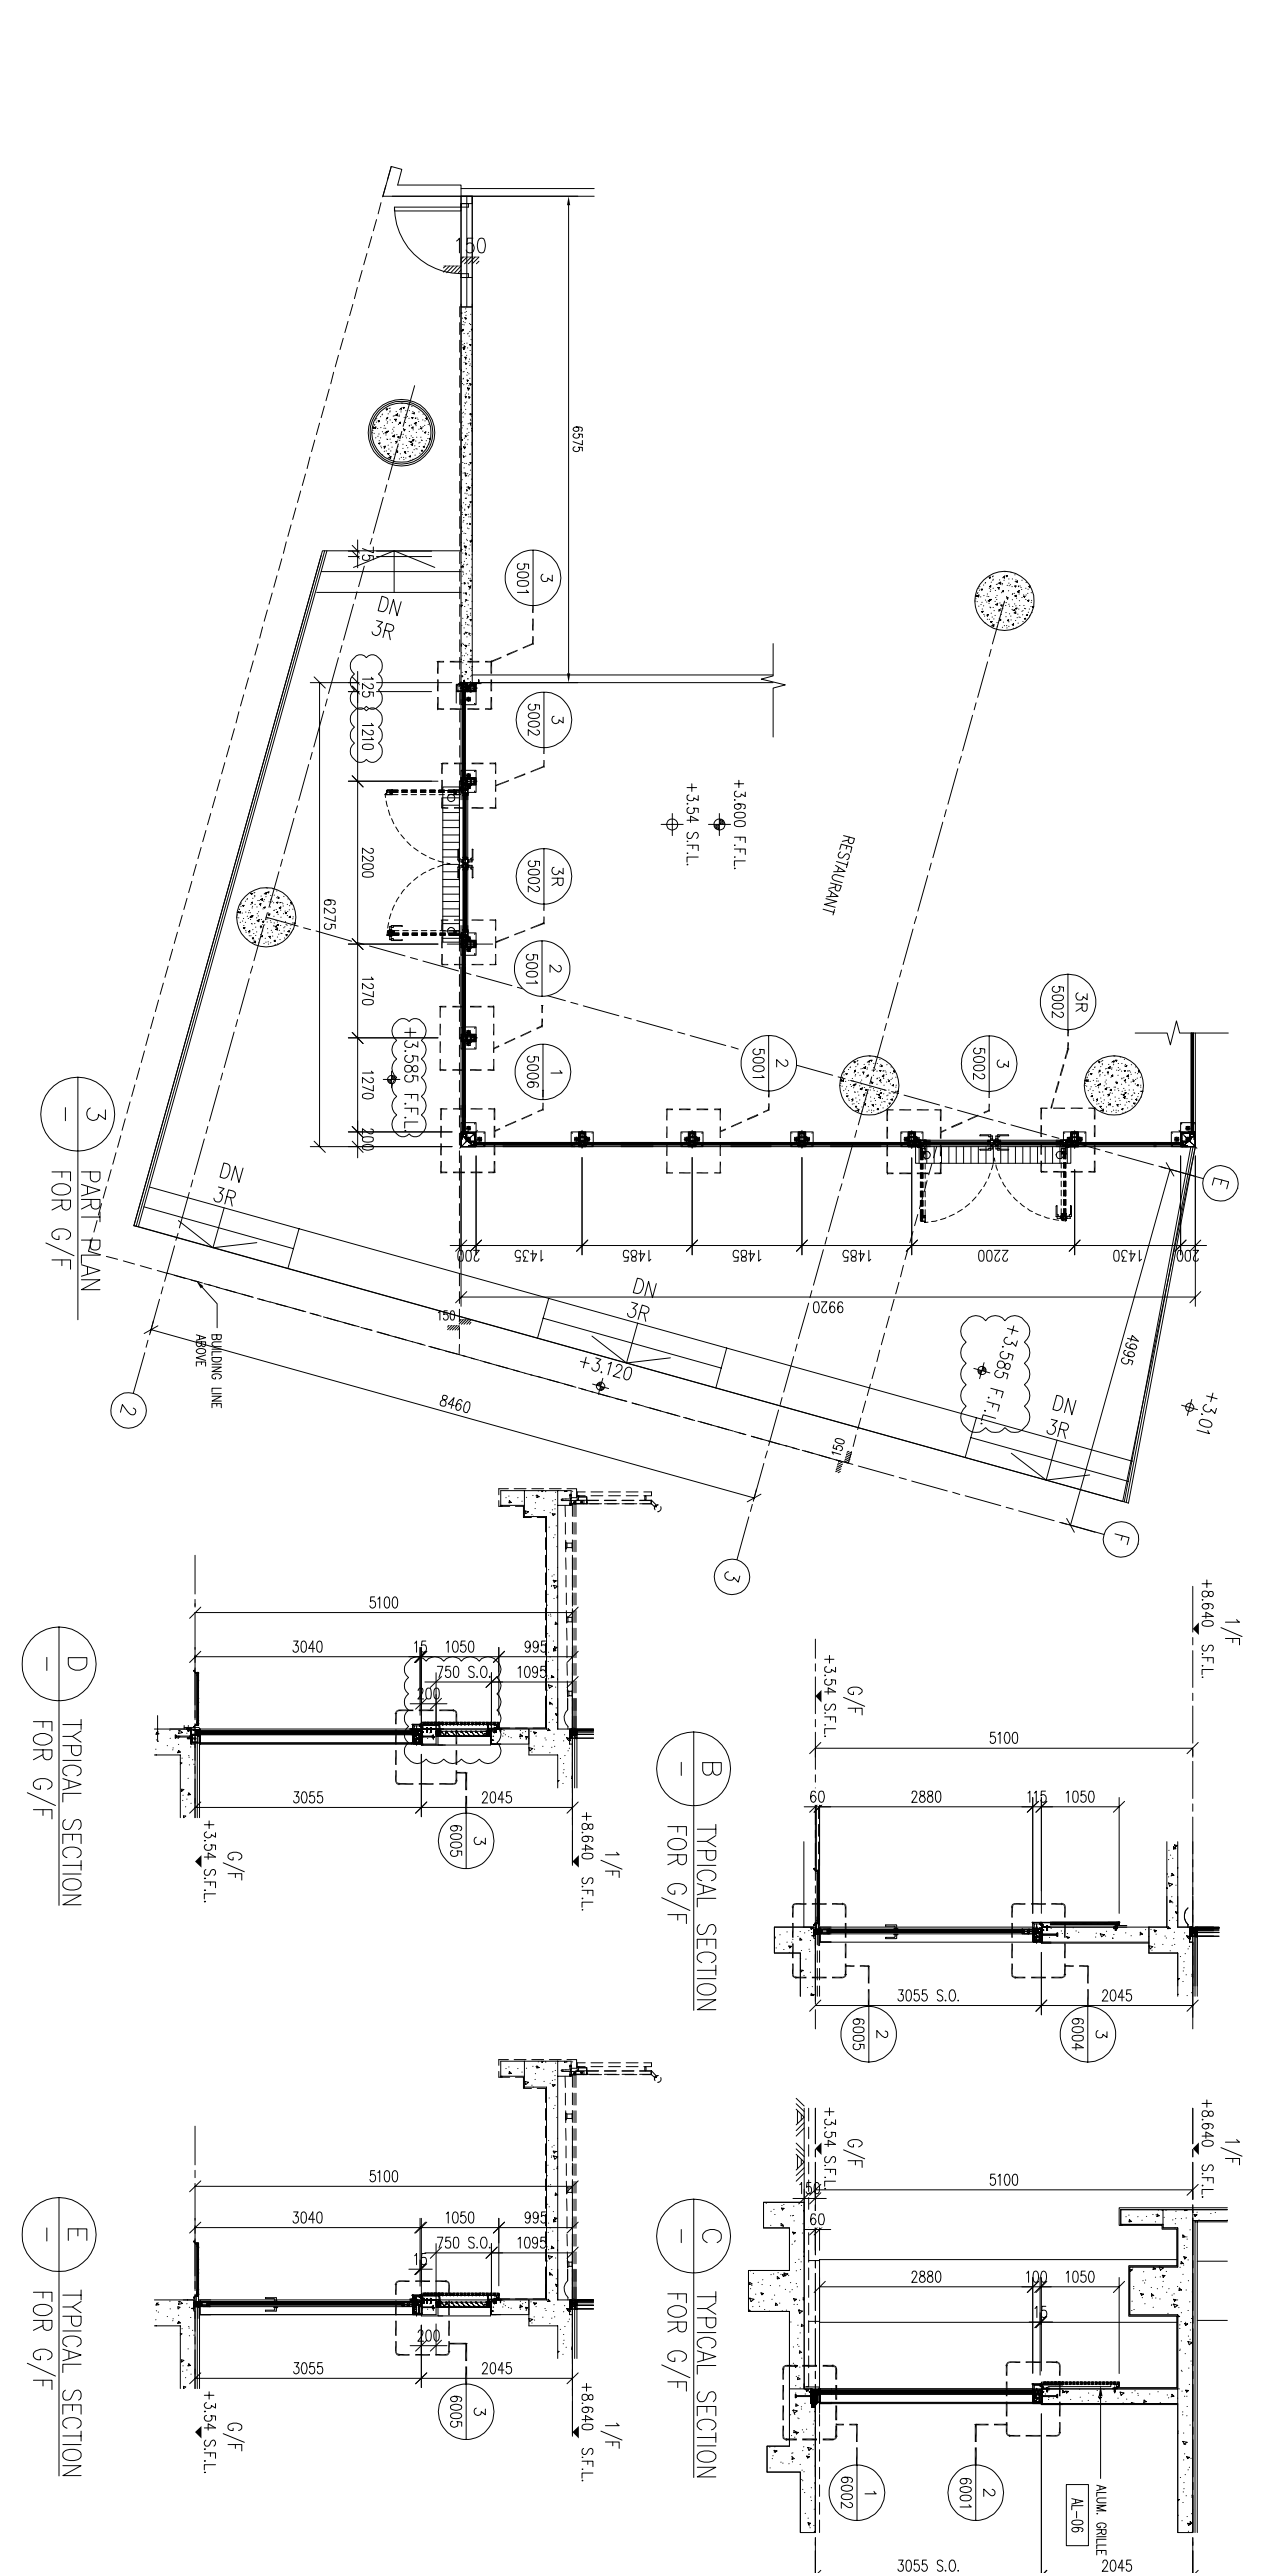 150
6575
3
5001
75
DN
3R
125
1210
3
5002
2200
6275
3R
5002
1270
2
5001
1270
1
5006
200
+3.585 F.F.L.
+3.600 F.F.L.
+3.54 S.F.L.
RESTAURANT
3R
5002
3
5002
2
5001
E
200
1435
1485
1485
1485
2200
1430
200
9920
4995
+3.585 F.F.L.
+3.01
DN
3R
DN
3R
DN
3R
150
+3.120
150
8460
BUILDING LINE
ABOVE
2
3
F
3
-
PART PLAN
FOR G/F
5100
3040
15
1050
995
750 S.O.
1095
200
3055
2045
3
6005
1/F
+8.640 S.F.L.
G/F
+3.54 S.F.L.
D
-
TYPICAL SECTION
FOR G/F
1/F
+8.640 S.F.L.
G/F
+3.54 S.F.L.
5100
60
2880
115
1050
3055 S.O.
2045
2
6005
3
6004
B
-
TYPICAL SECTION
FOR G/F
5100
3040
1050
995
750 S.O.
1095
15
200
3055
2045
3
6005
1/F
+8.640 S.F.L.
G/F
+3.54 S.F.L.
E
-
TYPICAL SECTION
FOR G/F
1/F
+8.640 S.F.L.
G/F
+3.54 S.F.L.
5100
150
60
2880
100
1050
15
ALUM. GRILLE
AL-06
1
6002
2
6001
3055 S.O.
2045
C
-
TYPICAL SECTION
FOR G/F